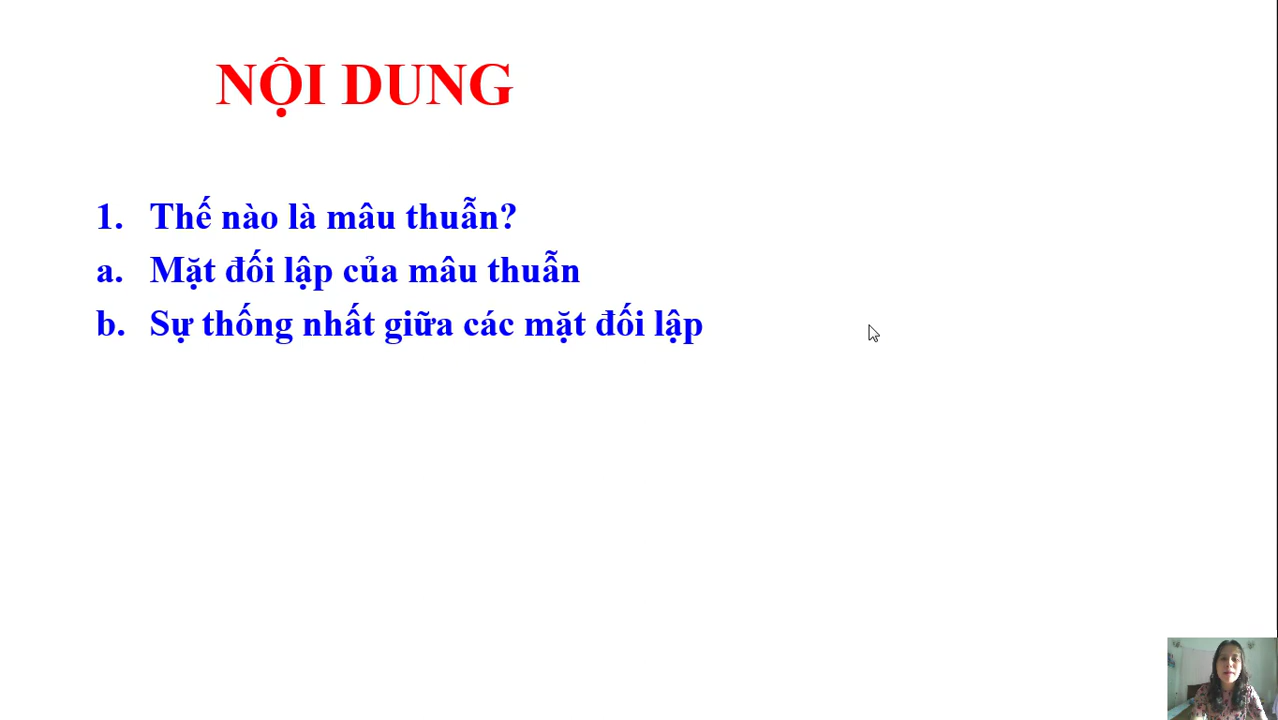 NỘI DUNG
1. Thế nào là mâu thuẫn?
a. Mặt đối lập của mâu thuẫn
b. Sự thống nhất giữa các mặt đối lập